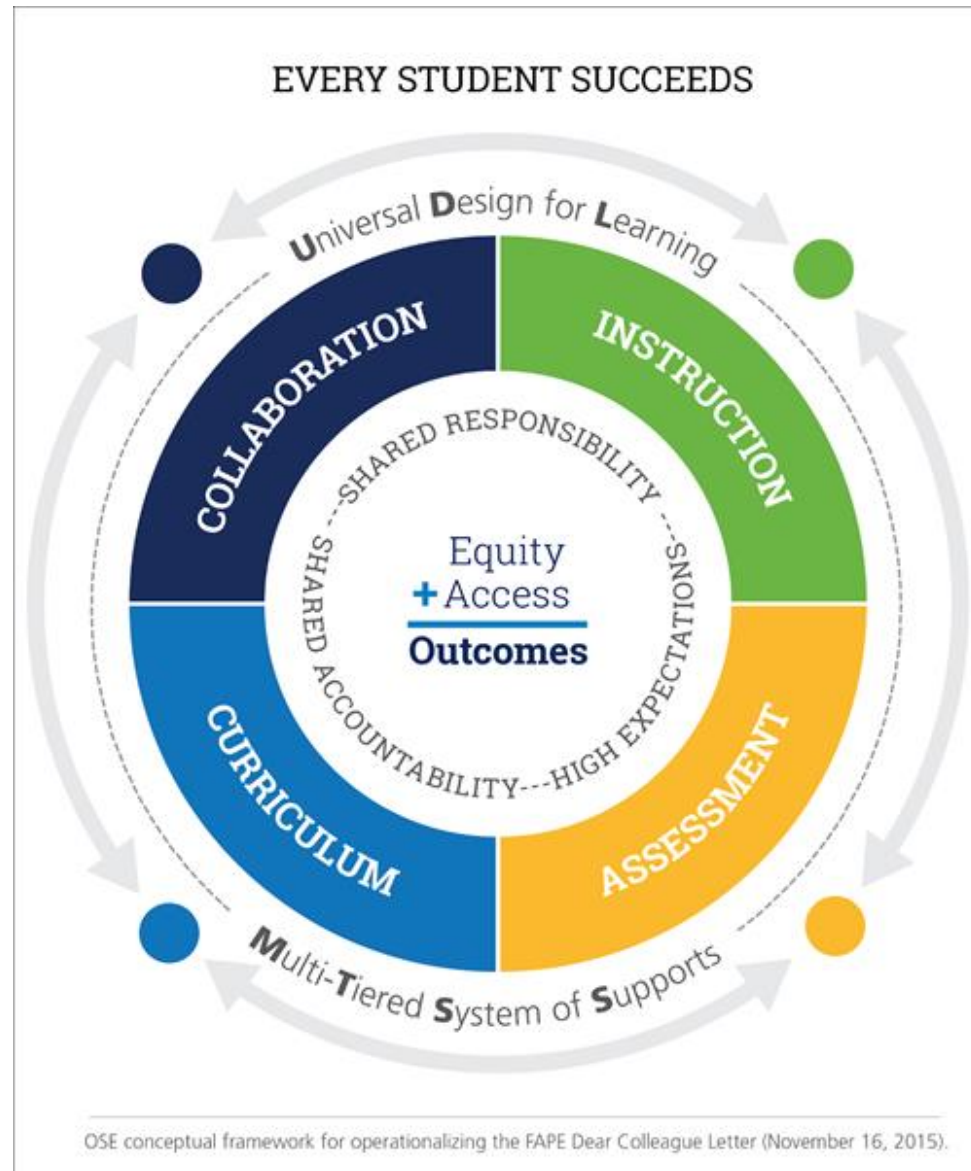 EVERY STUDENT SUCCEEDS
Universal Design for Learning
COLLABORATION
INSTRUCTION
SHARED RESPONSIBILITY ----
HIGH EXPECTATIONS
SHARED ACCOUNTABILITY---
Equity
+Access
Outcomes
CURRICULUM
ASSESSMENT
Multi-Tiered System of Supports
OSE conceptual framework for operationalizing the FAPE Dear Colleague Letter (November 16, 2015).